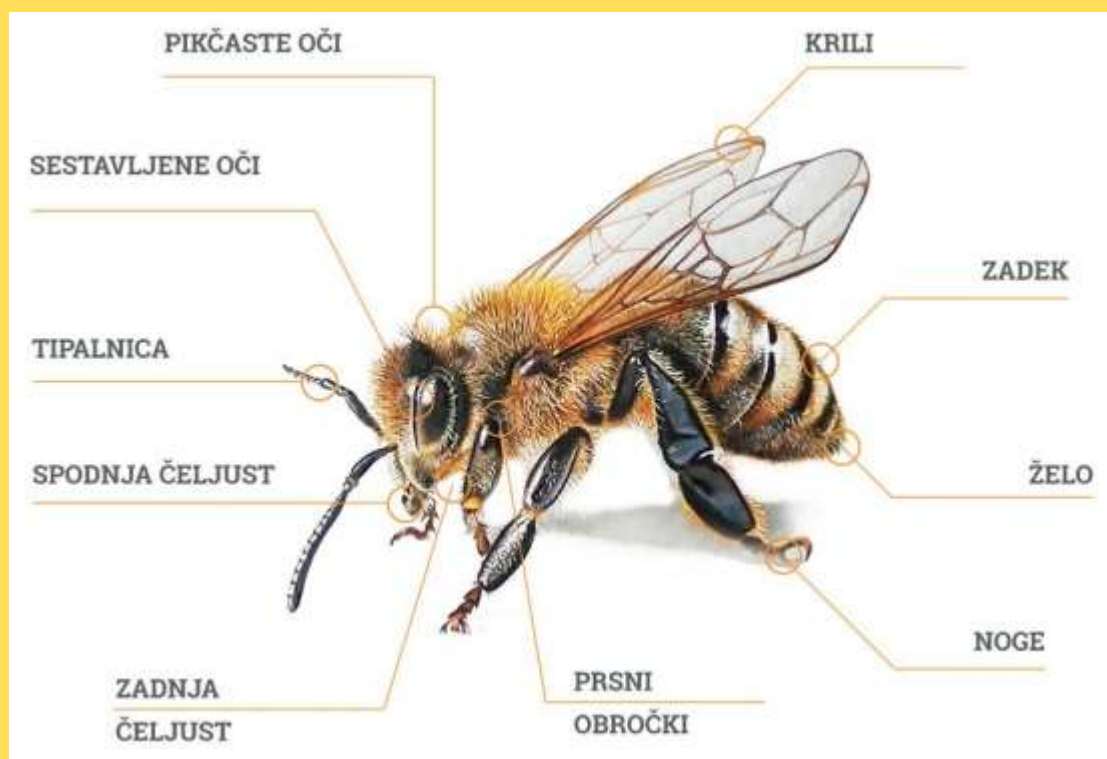 PIKČASTE OČI
KRILI
SESTAVLJENE OČI
ZADEK
TIPALNICA
SPODNJA ČELJUST
ŽELO
NOGE
ZADNJA
ČELJUST
PRSNI
OBROČKI